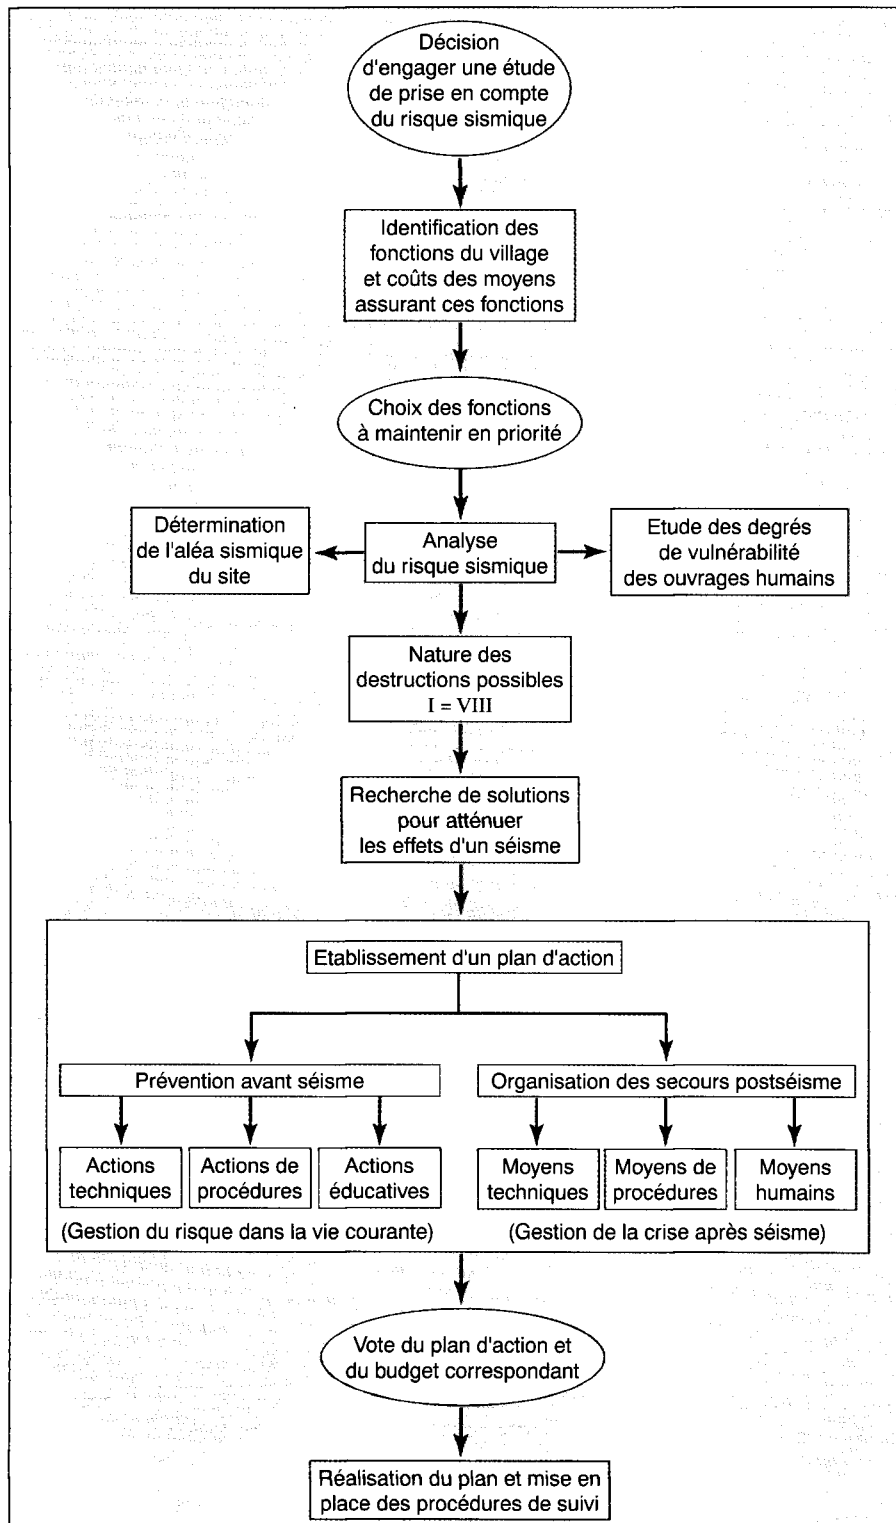 Décision
d'engager une étude
de prise en compte
du risque sismique
Identification des
fonctions du village
et coûts des moyens
assurant ces fonctions
Choix des fonctions
à maintenir en priorité
Détermination
de l'aléa sismique
du site
Analyse
du risque sismique
Etude des degrés
de vulnérabilité
des ouvrages humains
Nature des
destructions possibles
I = VIII
Recherche de solutions
pour atténuer
les effets d'un séisme
Etablissement d'un plan d'action
Prévention avant séisme
Organisation des secours postséisme
Actions
techniques
Actions de
procédures
Actions
éducatives
Moyens
techniques
Moyens de
procédures
Moyens
humains
(Gestion du risque dans la vie courante)
(Gestion de la crise après séisme)
Vote du plan d'action et
du budget correspondant
Réalisation du plan et mise en
place des procédures de suivi